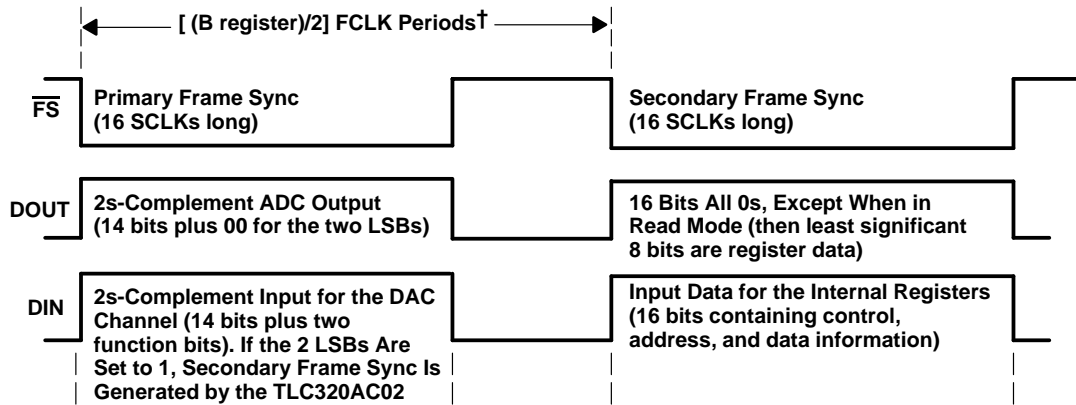 [ (B register)/2] FCLK Periods†
FS
Primary Frame Sync
(16 SCLKs long)
Secondary Frame Sync
(16 SCLKs long)
DOUT
2s-Complement ADC Output
(14 bits plus 00 for the two LSBs)
16 Bits All 0s, Except When in
Read Mode (then least significant
8 bits are register data)
DIN
2s-Complement Input for the DAC
Channel (14 bits plus two
function bits). If the 2 LSBs Are
Set to 1, Secondary Frame Sync Is
Generated by the TLC320AC02
Input Data for the Internal Registers
(16 bits containing control,
address, and data information)